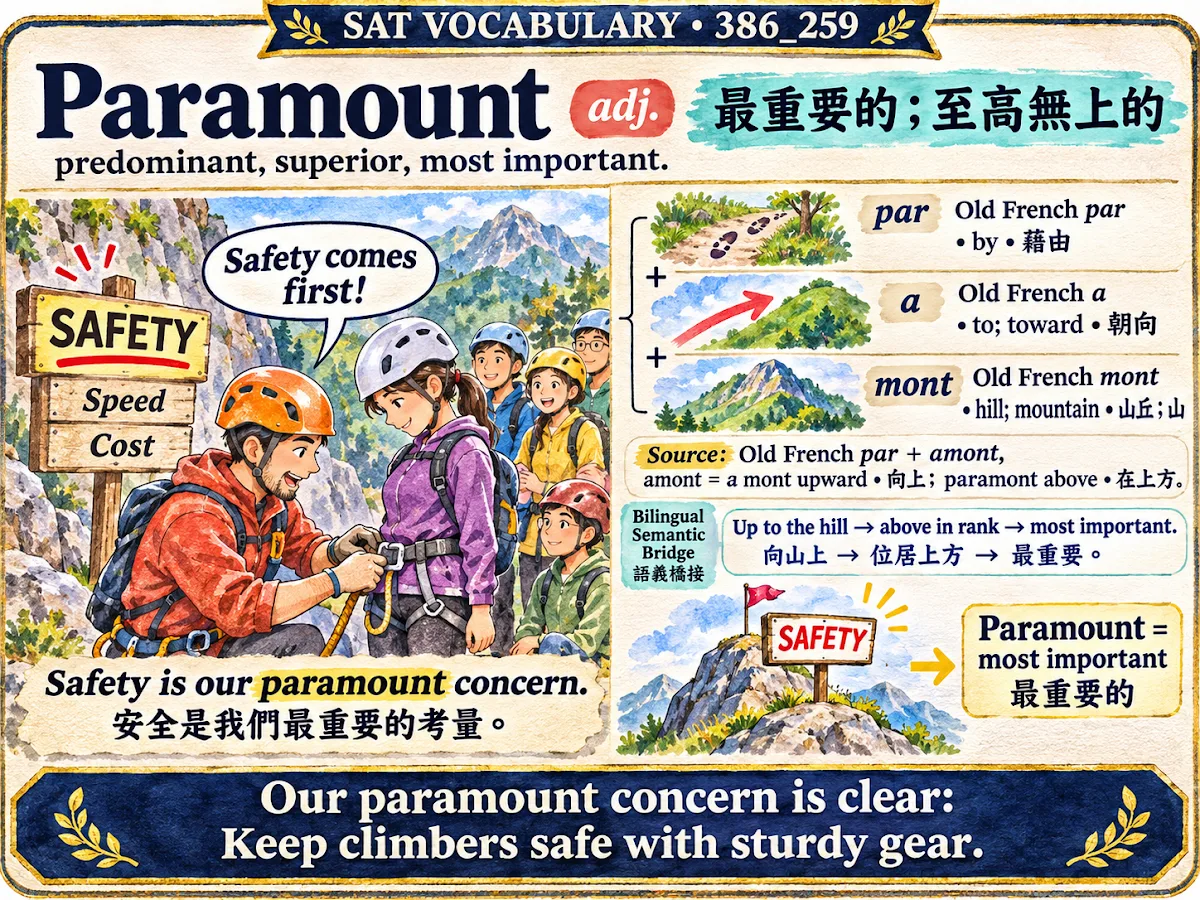 SAT VOCABULARY • 386_259
Paramount
adj.
最重要的；至高無上的
predominant, superior, most important.
Safety comes
first!
SAFETY
Speed
Cost
Safety is our paramount concern.
安全是我們最重要的考量。
par
Old French par
• by • 藉由
+
a
Old French a
• to; toward • 朝向
+
mont
Old French mont
• hill; mountain • 山丘；山
Source: Old French par + amont,
amont = a mont upward • 向上；paramont above • 在上方。
Bilingual
Semantic
Bridge
語義橋接
Up to the hill → above in rank → most important.
向山上 → 位居上方 → 最重要。
SAFETY
Paramount =
most important
最重要的
Our paramount concern is clear:
Keep climbers safe with sturdy gear.